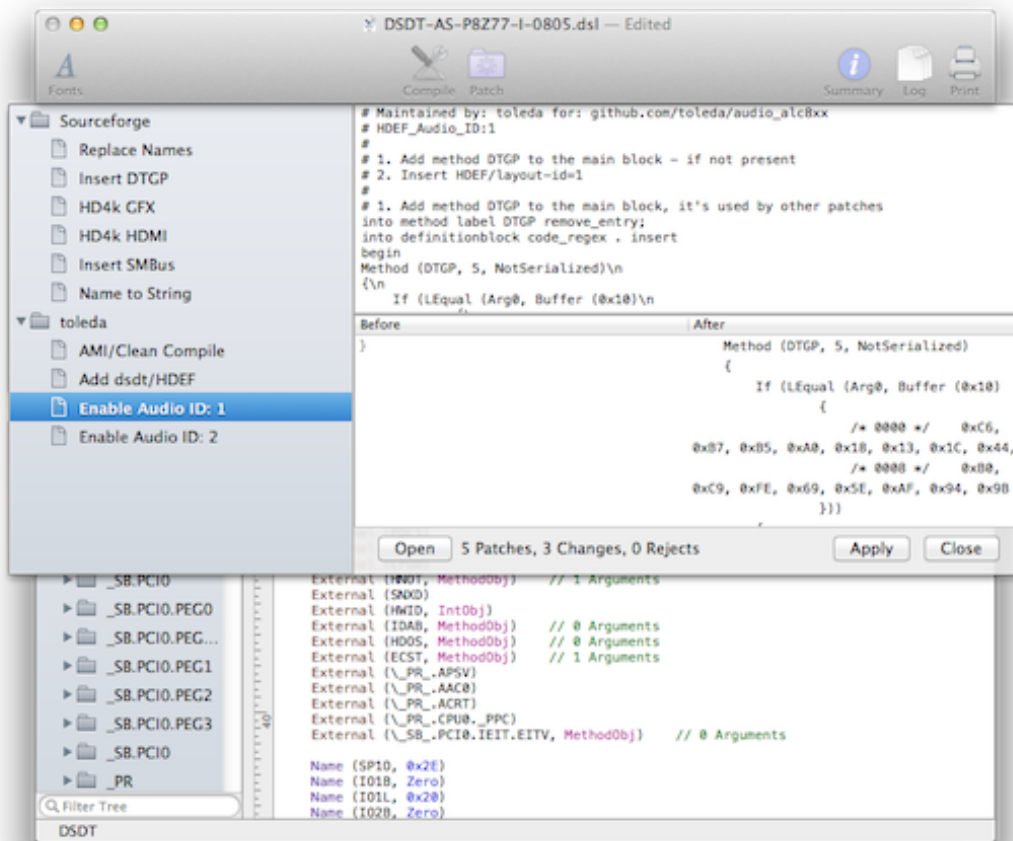 DSDT-AS-P8Z77-I-0805.dsl — Edited
Fonts
Compile
Patch
Summary
Log
Print
Sourceforge
Replace Names
Insert DTGP
HD4k GFX
HD4k HDMI
Insert SMBus
Name to String
toleda
AMI/Clean Compile
Add dsdt/HDEF
Enable Audio ID: 1
Enable Audio ID: 2
# Maintained by: toleda for: github.com/toleda/audio_alc8xx
# HDEF_Audio_ID:1
#
# 1. Add method DTGP to the main block - if not present
# 2. Insert HDEF/layout-id=1
#
# 1. Add method DTGP to the main block, it's used by other patches
into method label DTGP remove_entry;
into definitionblock code_regex . insert
begin
Method (DTGP, 5, NotSerialized)\n
{\n
If (LEqual (Arg0, Buffer (0x10)\n
Before
After
}
Method (DTGP, 5, NotSerialized)
{
If (LEqual (Arg0, Buffer (0x10)
{
/* 0000 */ 0xC6,
0xB7, 0xB5, 0xA0, 0x18, 0x13, 0x1C, 0x44,
/* 0008 */ 0xB0,
0xC9, 0xFE, 0x69, 0x5E, 0xAF, 0x94, 0x9B
}))
Open
5 Patches, 3 Changes, 0 Rejects
Apply
Close
_SB.PCI0
_SB.PCI0.PEG0
_SB.PCI0.PEG...
_SB.PCI0.PEG1
_SB.PCI0.PEG2
_SB.PCI0.PEG3
_SB.PCI0
_PR
Filter Tree
DSDT
40
External (HNOT, MethodObj) // 1 Arguments
External (SNXD)
External (HWID, IntObj)
External (IDAB, MethodObj) // 0 Arguments
External (HDOS, MethodObj) // 0 Arguments
External (ECST, MethodObj) // 1 Arguments
External (\_PR_.APSV)
External (\_PR_.AAC0)
External (\_PR_.ACRT)
External (\_PR_.CPU0._PPC)
External (\_SB_.PCI0.IEIT.EITV, MethodObj) // 0 Arguments
Name (SP1O, 0x2E)
Name (IO1B, Zero)
Name (IO1L, 0x20)
Name (IO2B, Zero)